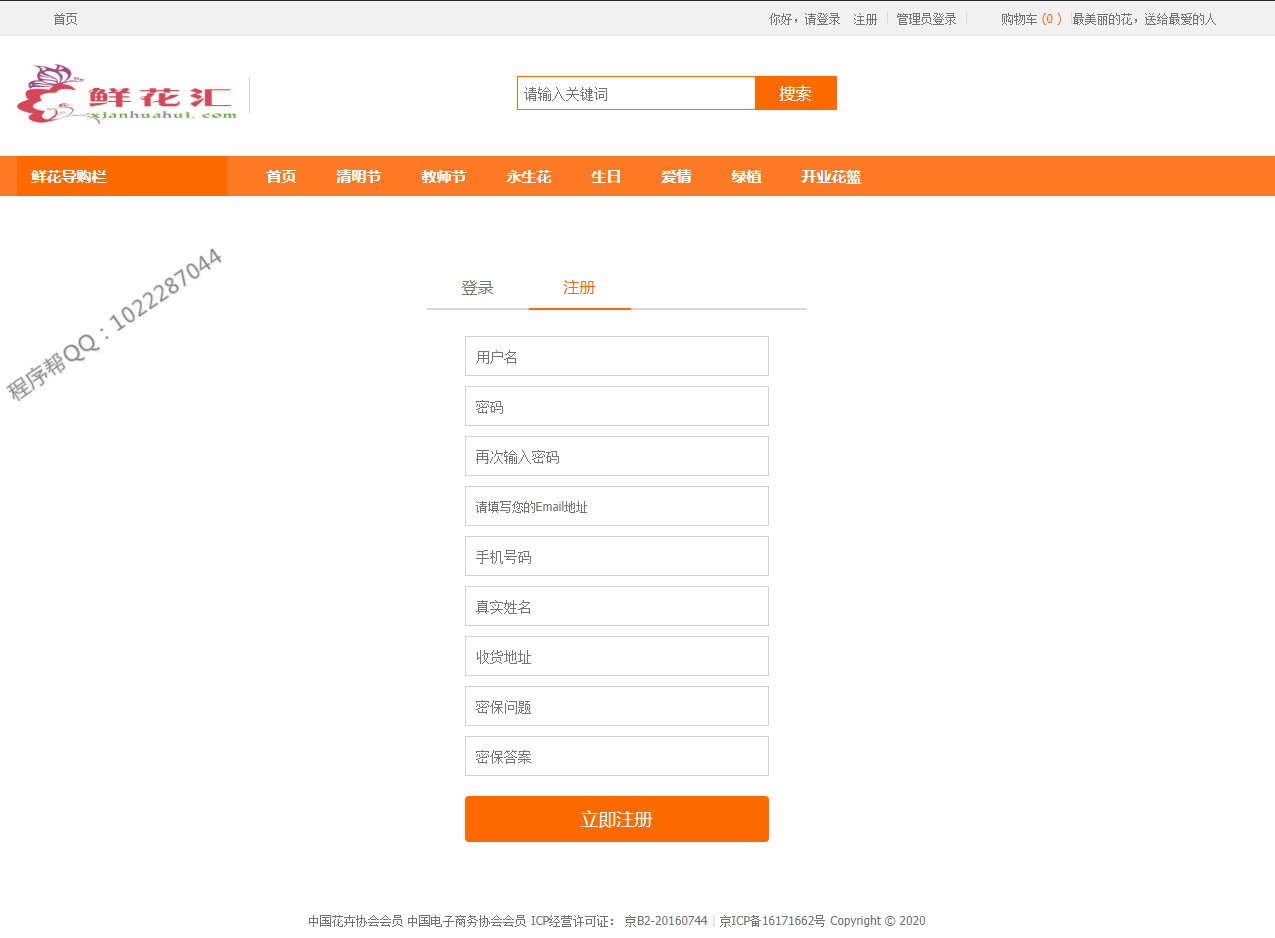 首页 你好，请登录 注册 管理员登录 购物车 (0 ) 最美丽的花，送给最爱的人
鲜花汇
xianhuahui.com
请输入关键词 搜索
鲜花导购栏 首页 清明节 教师节 永生花 生日 爱情 绿植 开业花篮
程序帮QQ：1022287044
登录 注册
用户名
密码
再次输入密码
请填写您的Email地址
手机号码
真实姓名
收货地址
密保问题
密保答案
立即注册
中国花卉协会会员 中国电子商务协会会员 ICP经营许可证： 京B2-20160744 | 京ICP备16171662号 Copyright © 2020